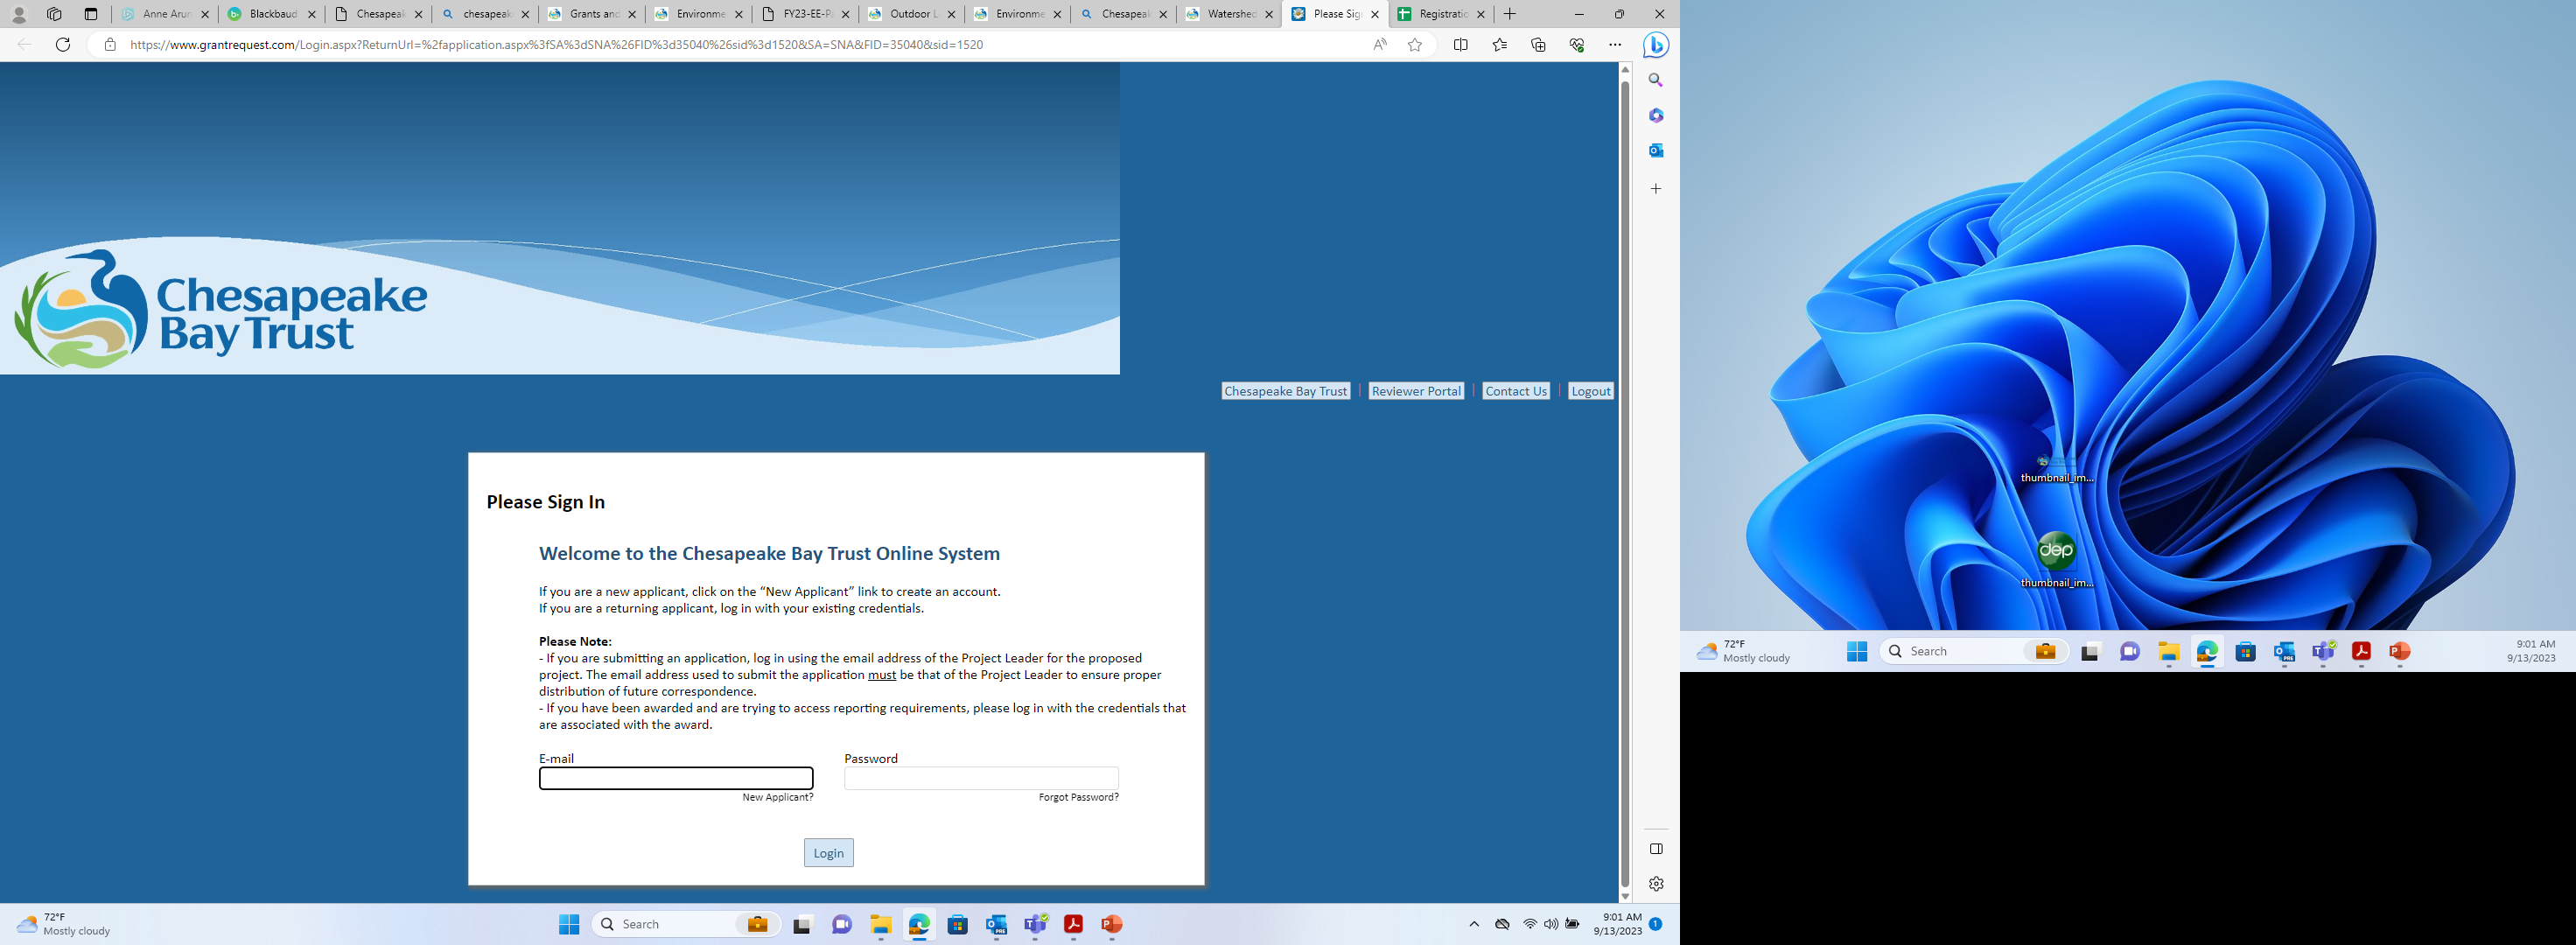 Anne Arun
Blackbaud
Chesapeak
chesapeak
Grants and
Environme
Chesapeak
FY23-EE-Pa
Outdoor L
Environme
Watershed
Please Sig
Registratio
https://www.grantrequest.com/Login.aspx?ReturnUrl=%2fapplication.aspx%3fSA%3dSNA%26FID%3d35040%26sid%3d1520&SA=SNA&FID=35040&sid=1520
Chesapeake
Bay Trust
Chesapeake Bay Trust | Reviewer Portal | Contact Us | Logout
Please Sign In
Welcome to the Chesapeake Bay Trust Online System
If you are a new applicant, click on the “New Applicant” link to create an account.
If you are a returning applicant, log in with your existing credentials.
Please Note:
- If you are submitting an application, log in using the email address of the Project Leader for the proposed
project. The email address used to submit the application must be that of the Project Leader to ensure proper
distribution of future correspondence.
- If you have been awarded and are trying to access reporting requirements, please log in with the credentials that
are associated with the award.
E-mail
Password
New Applicant?
Forgot Password?
Login
72°F
Mostly cloudy
Search
PRE
9:01 AM
9/13/2023
1
thumbnail_im...
dep
thumbnail_im...
72°F
Mostly cloudy
Search
PRE
9:01 AM
9/13/2023